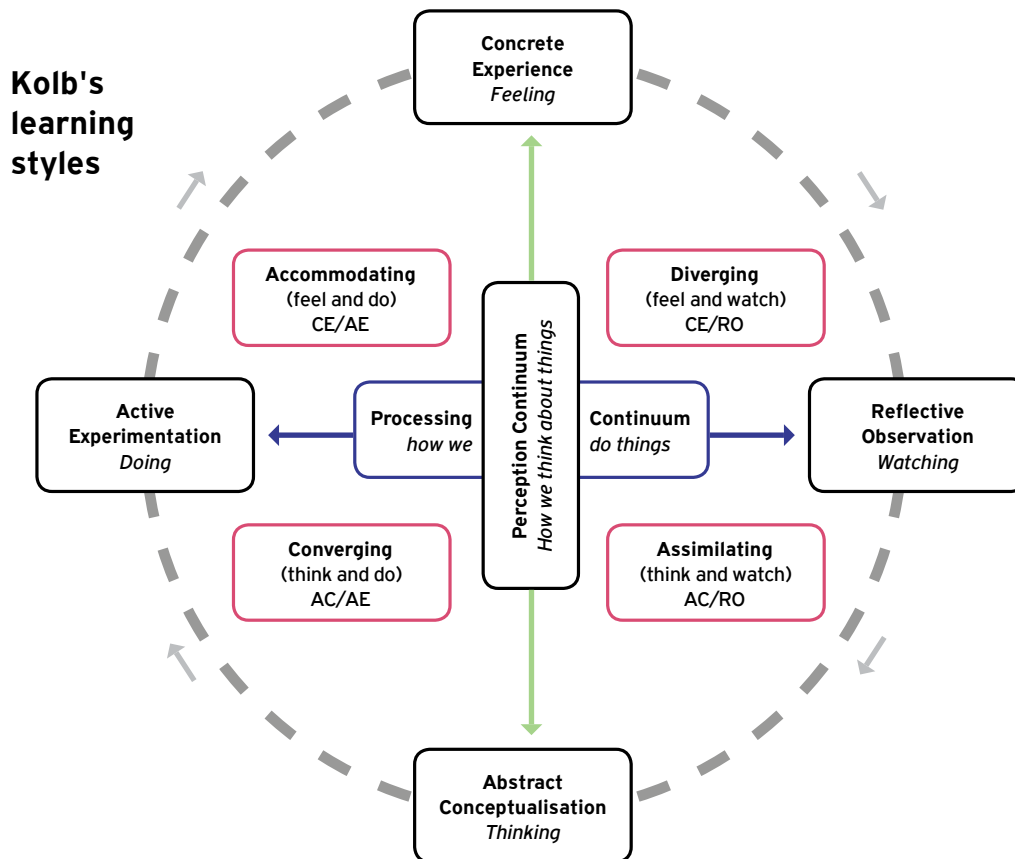 Kolb's
learning
styles
Concrete
Experience
Feeling
Accommodating
(feel and do)
CE/AE
Diverging
(feel and watch)
CE/RO
Active
Experimentation
Doing
Processing
how we
Perception Continuum
How we think about things
Continuum
do things
Reflective
Observation
Watching
Converging
(think and do)
AC/AE
Assimilating
(think and watch)
AC/RO
Abstract
Conceptualisation
Thinking